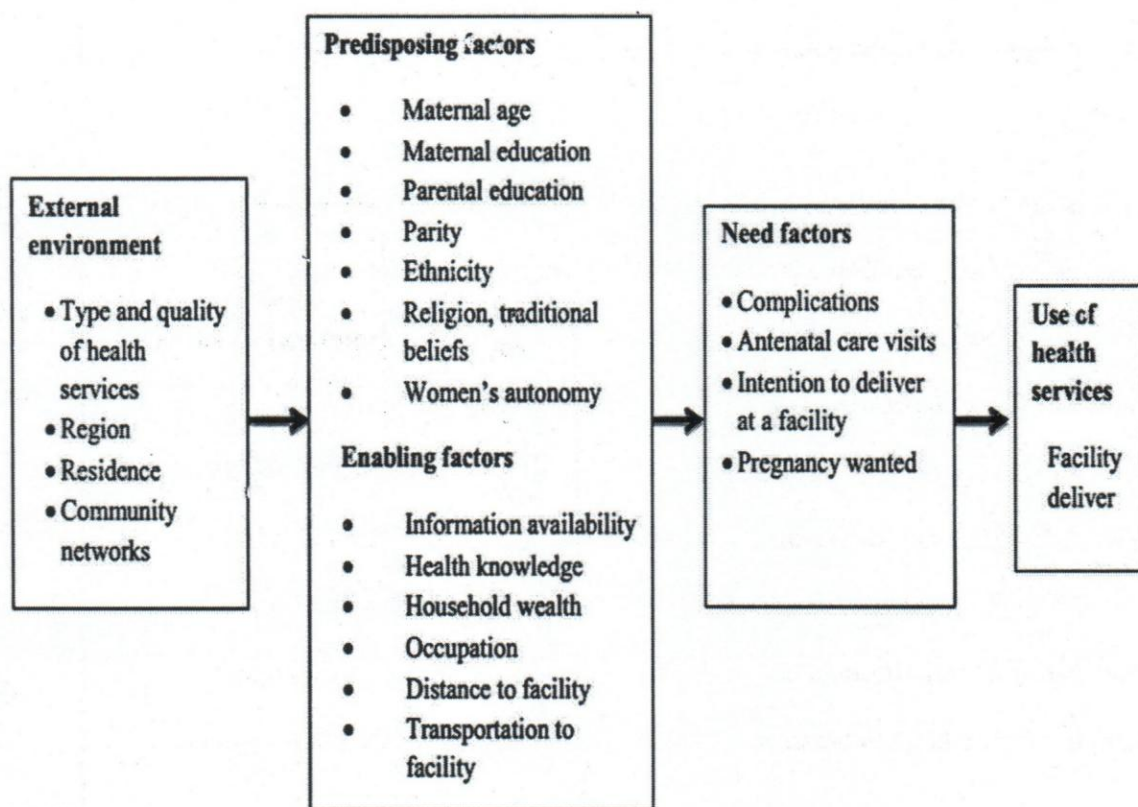 External
environment
• Type and quality
of health
services
• Region
• Residence
• Community
networks
Predisposing factors
• Maternal age
• Maternal education
• Parental education
• Parity
• Ethnicity
• Religion, traditional
beliefs
• Women's autonomy
Enabling factors
• Information availability
• Health knowledge
• Household wealth
• Occupation
• Distance to facility
• Transportation to
facility
Need factors
• Complications
• Antenatal care visits
• Intention to deliver
at a facility
• Pregnancy wanted
Use of
health
services
Facility
deliver